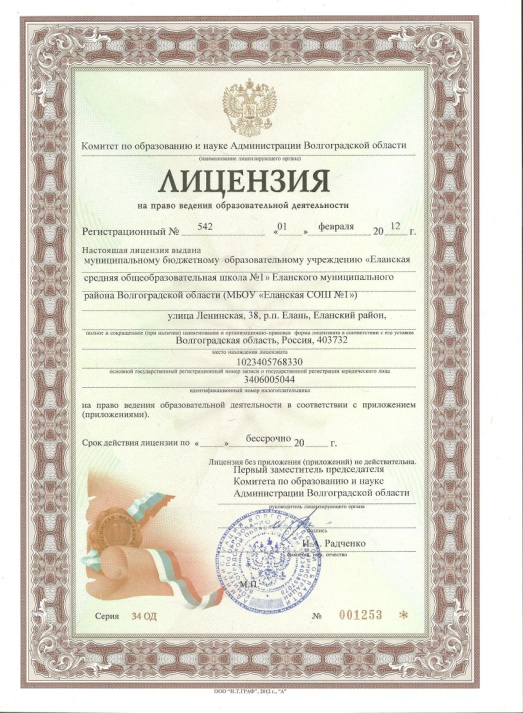 Комитет по образованию и науке Администрации Волгоградской области
(наименование лицензирующего органа)
ЛИЦЕНЗИЯ
на право ведения образовательной деятельности
Регистрационный № 542 «01 » февраля 20 12 г.
Настоящая лицензия выдана
муниципальному бюджетному образовательному учреждению «Еланская
средняя общеобразовательная школа №1» Еланского муниципального
района Волгоградской области (МБОУ «Еланская СОШ №1»)
улица Ленинская, 38, р.п. Елань, Еланский район,
полное и сокращенное (при наличии) наименования и организационно-правовая форма лицензиата в соответствии с его уставом
Волгоградская область, Россия, 403732
место нахождения лицензиата
1023405768330
основной государственный регистрационный номер записи о государственной регистрации юридического лица
3406005044
идентификационный номер налогоплательщика
на право ведения образовательной деятельности в соответствии с приложением
(приложениями).
Срок действия лицензии по « » бессрочно 20 г.
Лицензия без приложения (приложений) не действительна.
Первый заместитель председателя
Комитета по образованию и науке
Администрации Волгоградской области
руководитель лицензирующего органа
подпись
И.А. Радченко
фамилия, имя, отчество
М.П.
Серия 34 ОД № 001253 *
ООО "Н.Т.ГРАФ", 2012 г., "А"